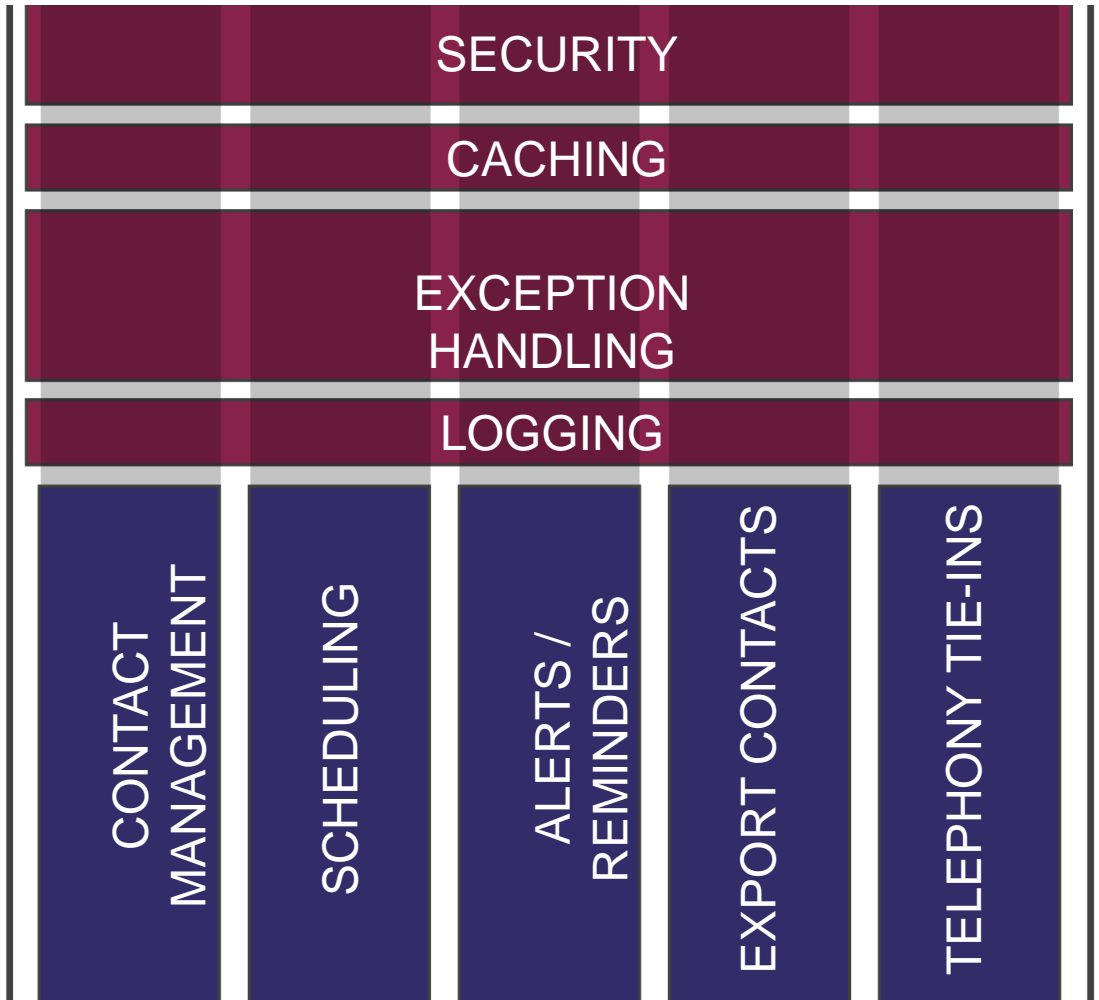 SECURITY
CACHING
EXCEPTION
HANDLING
LOGGING
CONTACT
MANAGEMENT
SCHEDULING
ALERTS /
REMINDERS
EXPORT CONTACTS
TELEPHONY TIE-INS